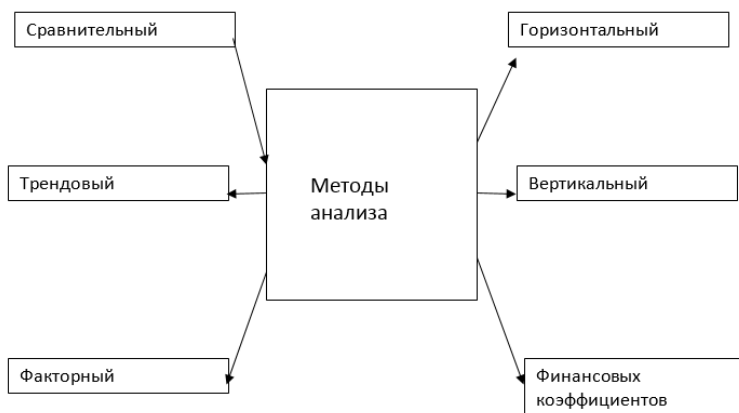 Сравнительный
Горизонтальный
Методы
анализа
Трендовый
Вертикальный
Факторный
Финансовых
коэффициентов